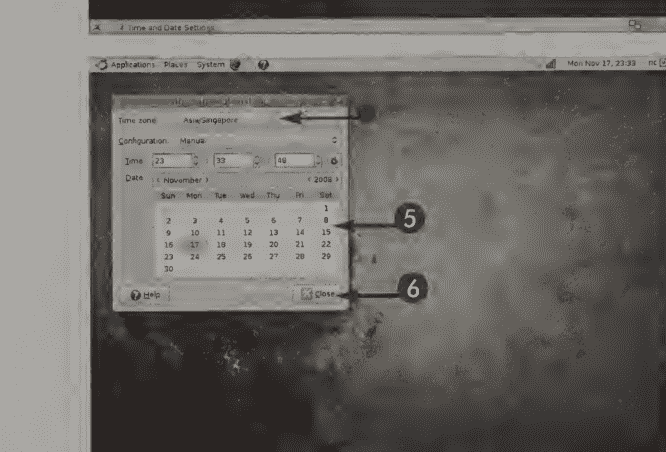 Time and Date Settings
Applications Places System Mon Nov 17, 23:33
Time zone: Asia/Singapore
Configuration: Manual
Time 23 : 33 : 48
Date < November > < 2008 >
Sun Mon Tue Wed Thu Fri Sat
1
2 3 4 5 6 7 8
9 10 11 12 13 14 15
16 17 18 19 20 21 22
23 24 25 26 27 28 29
30
5
Help Close
6